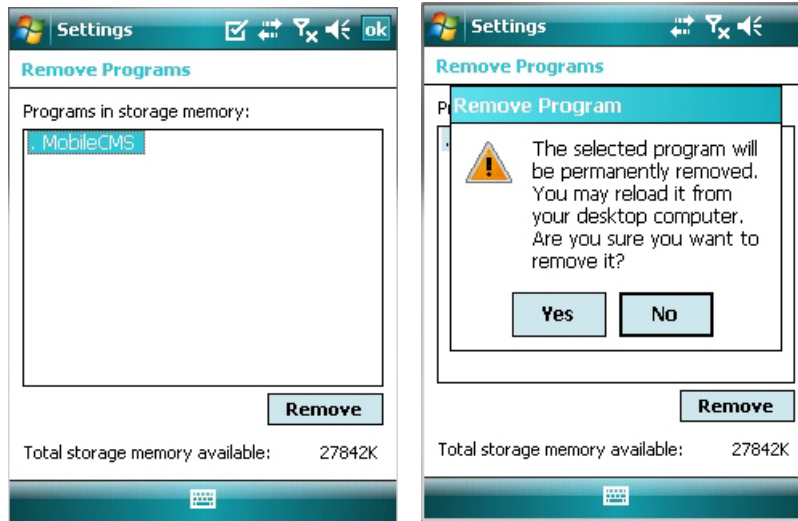 Settings
ok
Remove Programs
Programs in storage memory:
. MobileCMS
Remove
Total storage memory available: 27842K
Settings
Remove Programs
P
Remove Program
The selected program will
be permanently removed.
You may reload it from
your desktop computer.
Are you sure you want to
remove it?
Yes No
Remove
Total storage memory available: 27842K